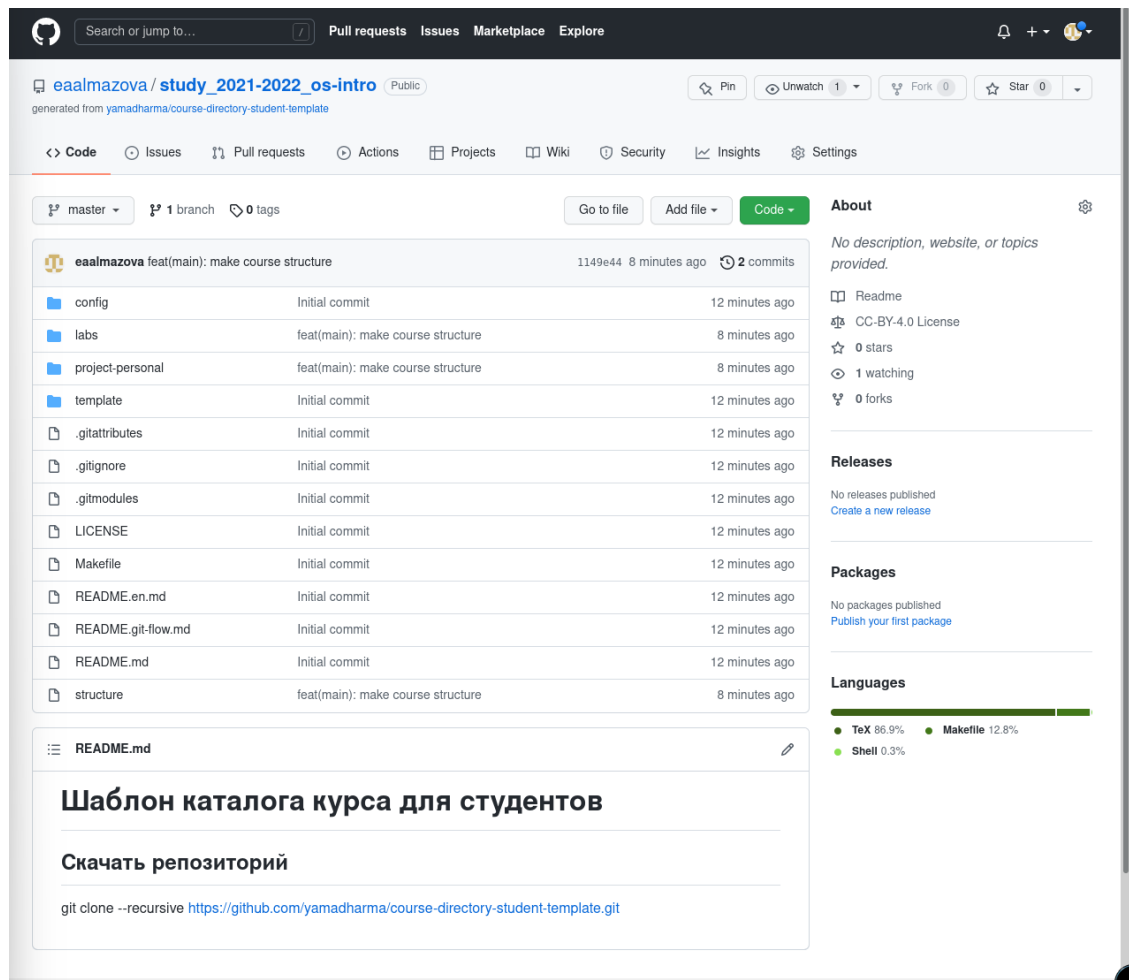 Search or jump to... /
Pull requests Issues Marketplace Explore
eaalmazova / study_2021-2022_os-intro Public
Pin Unwatch 1 Fork 0 Star 0
generated from yamadharma/course-directory-student-template
Code Issues Pull requests Actions Projects Wiki Security Insights Settings
master 1 branch 0 tags Go to file Add file Code
eaalmazova feat(main): make course structure 1149e44 8 minutes ago 2 commits
config Initial commit 12 minutes ago
labs feat(main): make course structure 8 minutes ago
project-personal feat(main): make course structure 8 minutes ago
template Initial commit 12 minutes ago
.gitattributes Initial commit 12 minutes ago
.gitignore Initial commit 12 minutes ago
.gitmodules Initial commit 12 minutes ago
LICENSE Initial commit 12 minutes ago
Makefile Initial commit 12 minutes ago
README.en.md Initial commit 12 minutes ago
README.git-flow.md Initial commit 12 minutes ago
README.md Initial commit 12 minutes ago
structure feat(main): make course structure 8 minutes ago
README.md
Шаблон каталога курса для студентов
Скачать репозиторий
git clone --recursive https://github.com/yamadharma/course-directory-student-template.git
About
No description, website, or topics
provided.
Readme
CC-BY-4.0 License
0 stars
1 watching
0 forks
Releases
No releases published
Create a new release
Packages
No packages published
Publish your first package
Languages
TeX 86.9% Makefile 12.8%
Shell 0.3%